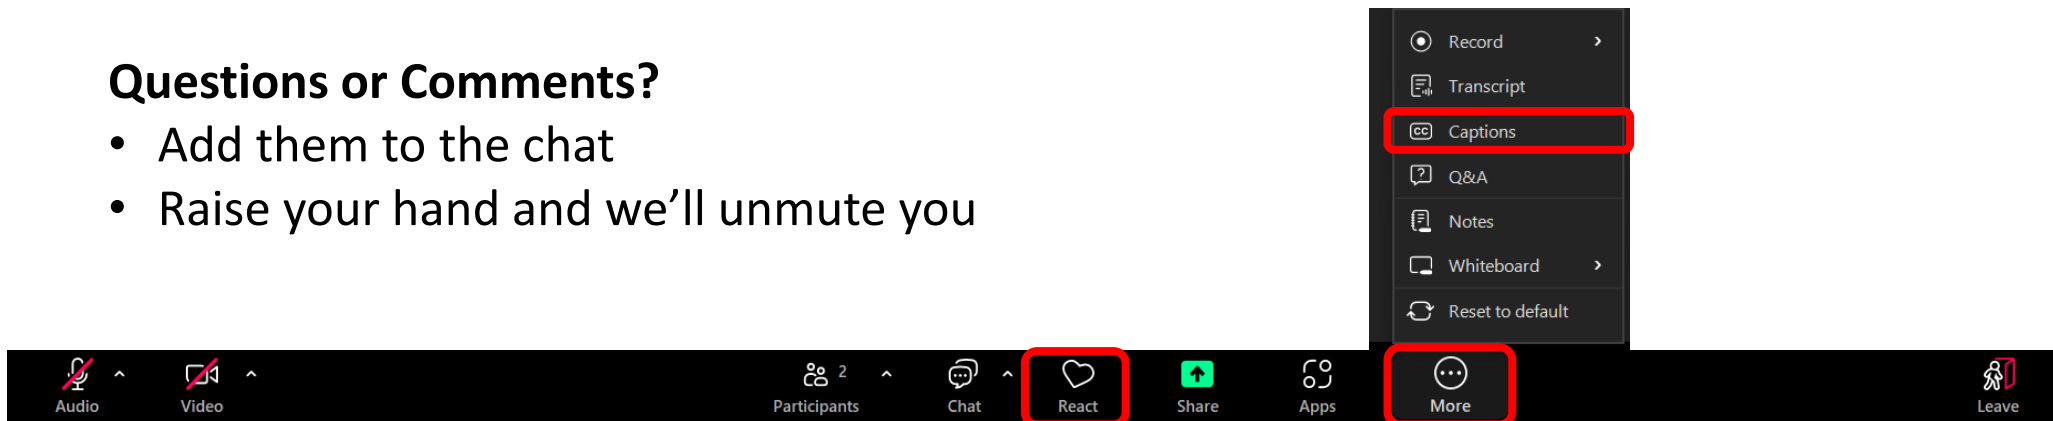 Questions or Comments?
• Add them to the chat
• Raise your hand and we’ll unmute you
Record
Transcript
CC Captions
Q&A
Notes
Whiteboard
Reset to default
Audio
Video
2
Participants
Chat
React
Share
Apps
More
Leave